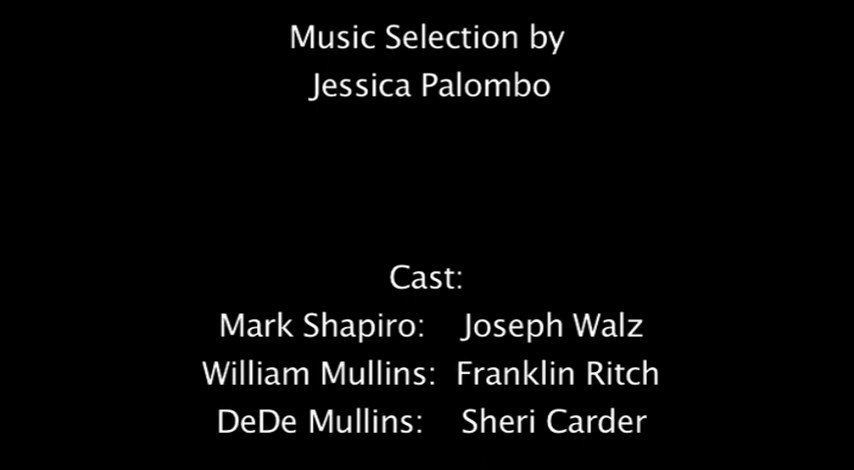 Music Selection by
Jessica Palombo
Cast:
Mark Shapiro: Joseph Walz
William Mullins: Franklin Ritch
DeDe Mullins: Sheri Carder